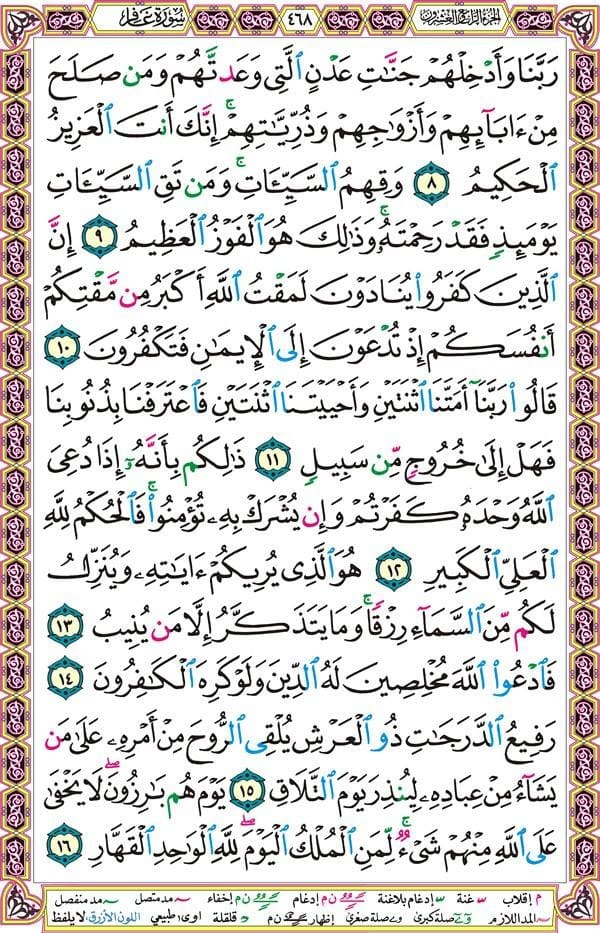 سورة غافر
٤٦٨
الجزء الرابع والعشرون
رَبَّنَا وَأَدْخِلْهُمْ جَنَّٰتِ عَدْنٍ ٱلَّتِى وَعَدتَّهُمْ وَمَن صَلَحَ
مِنْ ءَابَآئِهِمْ وَأَزْوَٰجِهِمْ وَذُرِّيَّٰتِهِمْ ۚ إِنَّكَ أَنتَ ٱلْعَزِيزُ
ٱلْحَكِيمُ ٨ وَقِهِمُ ٱلسَّيِّـَٔاتِ ۚ وَمَن تَقِ ٱلسَّيِّـَٔاتِ
يَوْمَئِذٍ فَقَدْ رَحِمْتَهُۥ ۚ وَذَٰلِكَ هُوَ ٱلْفَوْزُ ٱلْعَظِيمُ ٩ إِنَّ
ٱلَّذِينَ كَفَرُوا۟ يُنَادَوْنَ لَمَقْتُ ٱللَّهِ أَكْبَرُ مِن مَّقْتِكُمْ
أَنفُسَكُمْ إِذْ تُدْعَوْنَ إِلَى ٱلْإِيمَٰنِ فَتَكْفُرُونَ ١٠
قَالُوا۟ رَبَّنَآ أَمَتَّنَا ٱثْنَتَيْنِ وَأَحْيَيْتَنَا ٱثْنَتَيْنِ فَٱعْتَرَفْنَا بِذُنُوبِنَا
فَهَلْ إِلَىٰ خُرُوجٍ مِّن سَبِيلٍ ١١ ذَٰلِكُم بِأَنَّهُۥٓ إِذَا دُعِىَ
ٱللَّهُ وَحْدَهُۥ كَفَرْتُمْ ۖ وَإِن يُشْرَكْ بِهِۦ تُؤْمِنُوا۟ ۚ فَٱلْحُكْمُ لِلَّهِ
ٱلْعَلِىِّ ٱلْكَبِيرِ ١٢ هُوَ ٱلَّذِى يُرِيكُمْ ءَايَٰتِهِۦ وَيُنَزِّلُ
لَكُم مِّنَ ٱلسَّمَآءِ رِزْقًا ۚ وَمَا يَتَذَكَّرُ إِلَّا مَن يُنِيبُ ١٣
فَٱدْعُوا۟ ٱللَّهَ مُخْلِصِينَ لَهُ ٱلدِّينَ وَلَوْ كَرِهَ ٱلْكَٰفِرُونَ ١٤
رَفِيعُ ٱلدَّرَجَٰتِ ذُو ٱلْعَرْشِ يُلْقِى ٱلرُّوحَ مِنْ أَمْرِهِۦ عَلَىٰ مَن
يَشَآءُ مِنْ عِبَادِهِۦ لِيُنذِرَ يَوْمَ ٱلتَّلَاقِ ١٥ يَوْمَ هُم بَٰرِزُونَ ۖ لَا يَخْفَىٰ
عَلَى ٱللَّهِ مِنْهُمْ شَىْءٌ ۚ لِّمَنِ ٱلْمُلْكُ ٱلْيَوْمَ ۖ لِلَّهِ ٱلْوَٰحِدِ ٱلْقَهَّارِ ١٦
م إقلاب غنة إدغام بلاغنة ن م إدغام ن م إخفاء مد متصل مد منفصل
المد اللازم صلة كبرى صلة صغرى إظهار ن م قلقلة اوى طبيعي اللون الأزرق لا يلفظ